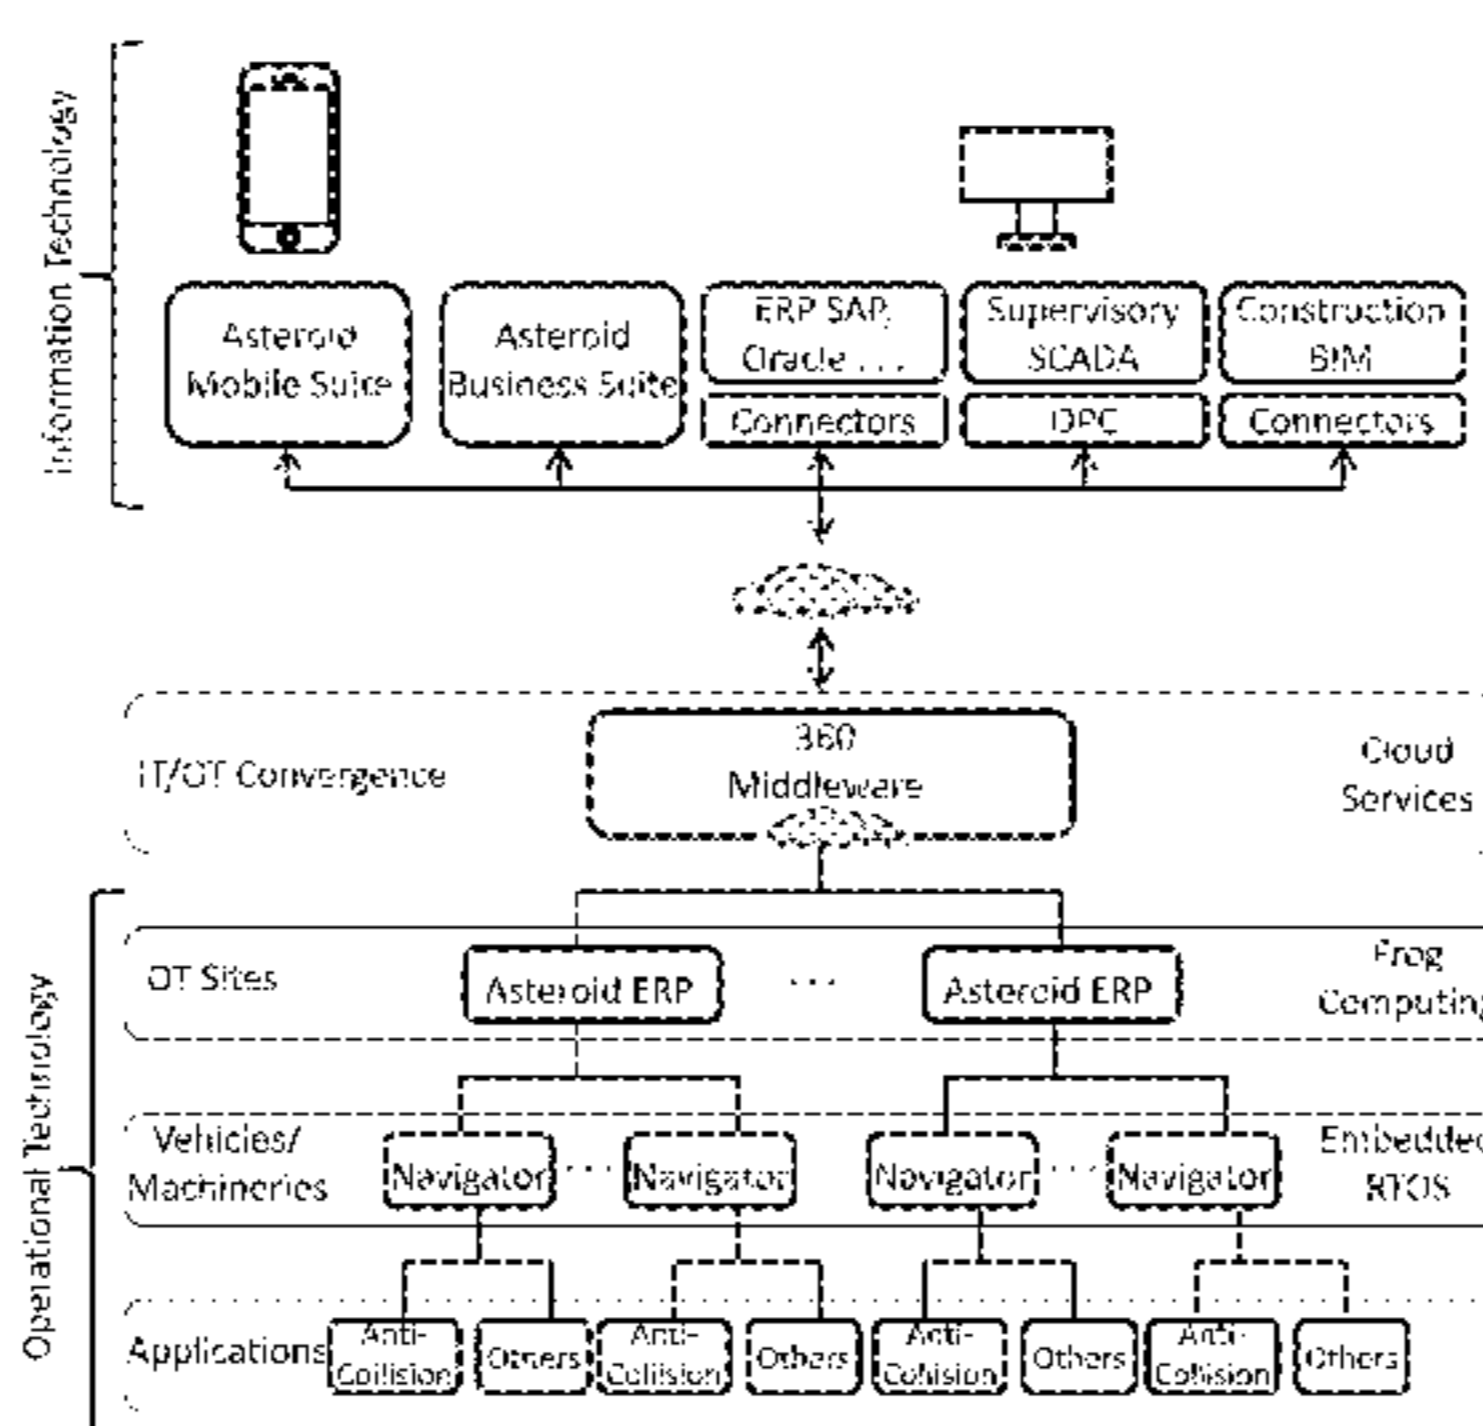 Information Technology
Asteroid
Mobile Suite
Asteroid
Business Suite
ERP SAP,
Oracle ...
Connectors
Supervisory
SCADA
OPC
Construction
BIM
Connectors
IT/OT Convergence
360
Middleware
Cloud
Services
Operational Technology
OT Sites
Asteroid ERP
...
Asteroid ERP
Frog
Computing
Vehicles/
Machineries
Navigator
...
Navigator
Navigator
...
Navigator
Embedded
RTOS
Applications
Anti-
Collision
Others
Anti-
Collision
Others
Anti-
Collision
Others
Anti-
Collision
Others